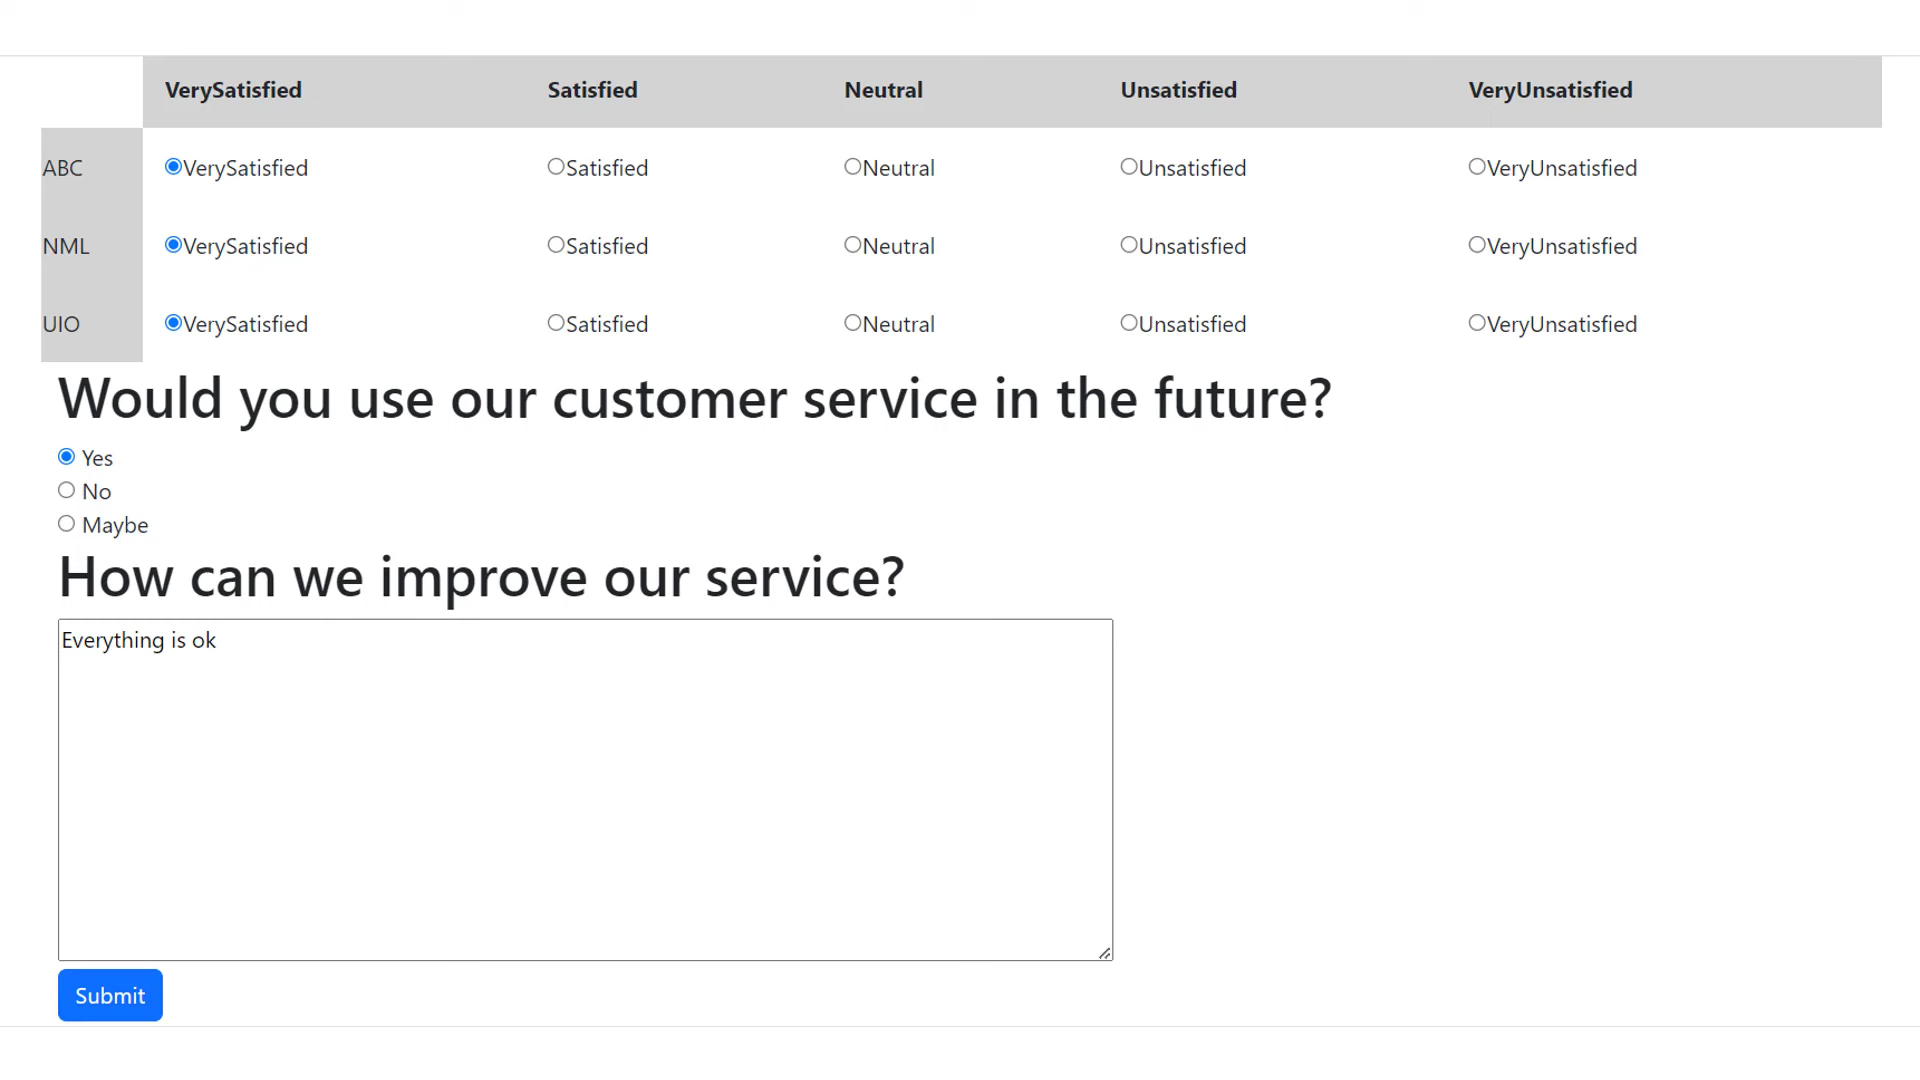 VerySatisfied Satisfied Neutral Unsatisfied VeryUnsatisfied
ABC VerySatisfied Satisfied Neutral Unsatisfied VeryUnsatisfied
NML VerySatisfied Satisfied Neutral Unsatisfied VeryUnsatisfied
UIO VerySatisfied Satisfied Neutral Unsatisfied VeryUnsatisfied
Would you use our customer service in the future?
Yes
No
Maybe
How can we improve our service?
Everything is ok
Submit